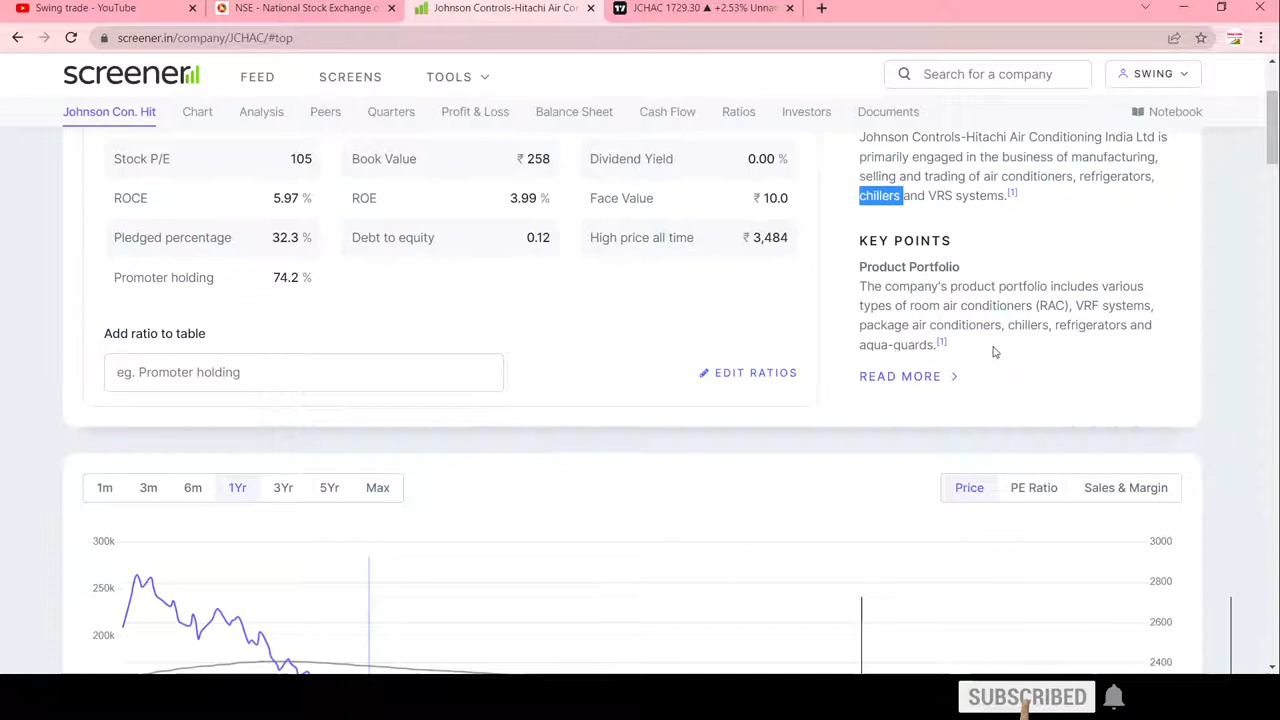 Swing trade - YouTube
NSE - National Stock Exchange o
Johnson Controls-Hitachi Air Con
JCHAC 1729.30 ▲ +2.53% Unnam
screener.in/company/JCHAC/#top
screener
FEED
SCREENS
TOOLS
Search for a company
SWING
Johnson Con. Hit
Chart
Analysis
Peers
Quarters
Profit & Loss
Balance Sheet
Cash Flow
Ratios
Investors
Documents
Notebook
Stock P/E 105
Book Value ₹ 258
Dividend Yield 0.00 %
ROCE 5.97 %
ROE 3.99 %
Face Value ₹ 10.0
Pledged percentage 32.3 %
Debt to equity 0.12
High price all time ₹ 3,484
Promoter holding 74.2 %
Add ratio to table
eg. Promoter holding
EDIT RATIOS
Johnson Controls-Hitachi Air Conditioning India Ltd is
primarily engaged in the business of manufacturing,
selling and trading of air conditioners, refrigerators,
chillers and VRS systems.[1]
KEY POINTS
Product Portfolio
The company's product portfolio includes various
types of room air conditioners (RAC), VRF systems,
package air conditioners, chillers, refrigerators and
aqua-guards.[1]
READ MORE
1m
3m
6m
1Yr
3Yr
5Yr
Max
Price
PE Ratio
Sales & Margin
300k
3000
250k
2800
2600
200k
2400
SUBSCRIBED